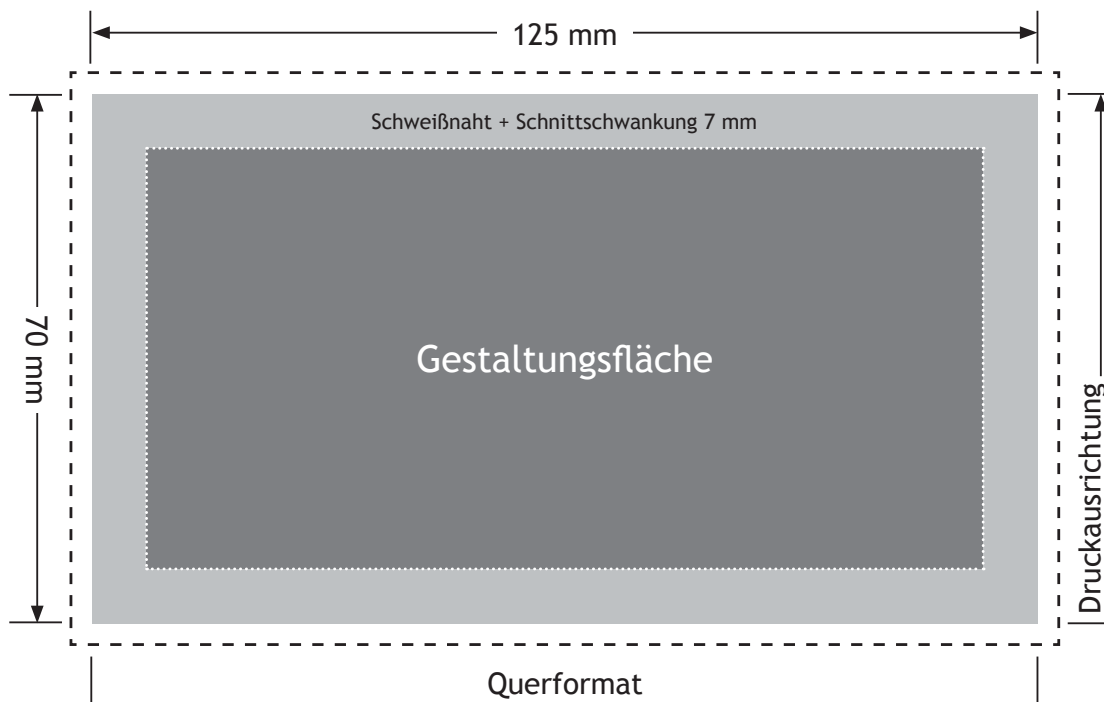 125 mm
Schweißnaht + Schnittschwankung 7 mm
70 mm
Gestaltungsfläche
Druckausrichtung
Querformat